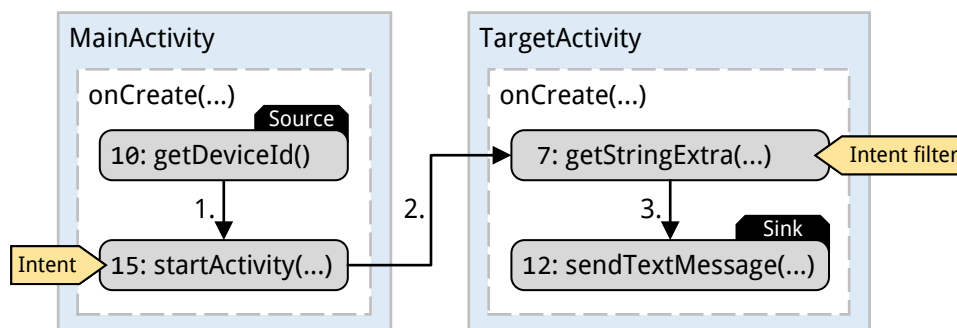 MainActivity
onCreate(...)
Source
10: getDeviceId()
1.
Intent
15: startActivity(...)
2.
TargetActivity
onCreate(...)
7: getStringExtra(...)
Intent filter
3.
Sink
12: sendTextMessage(...)